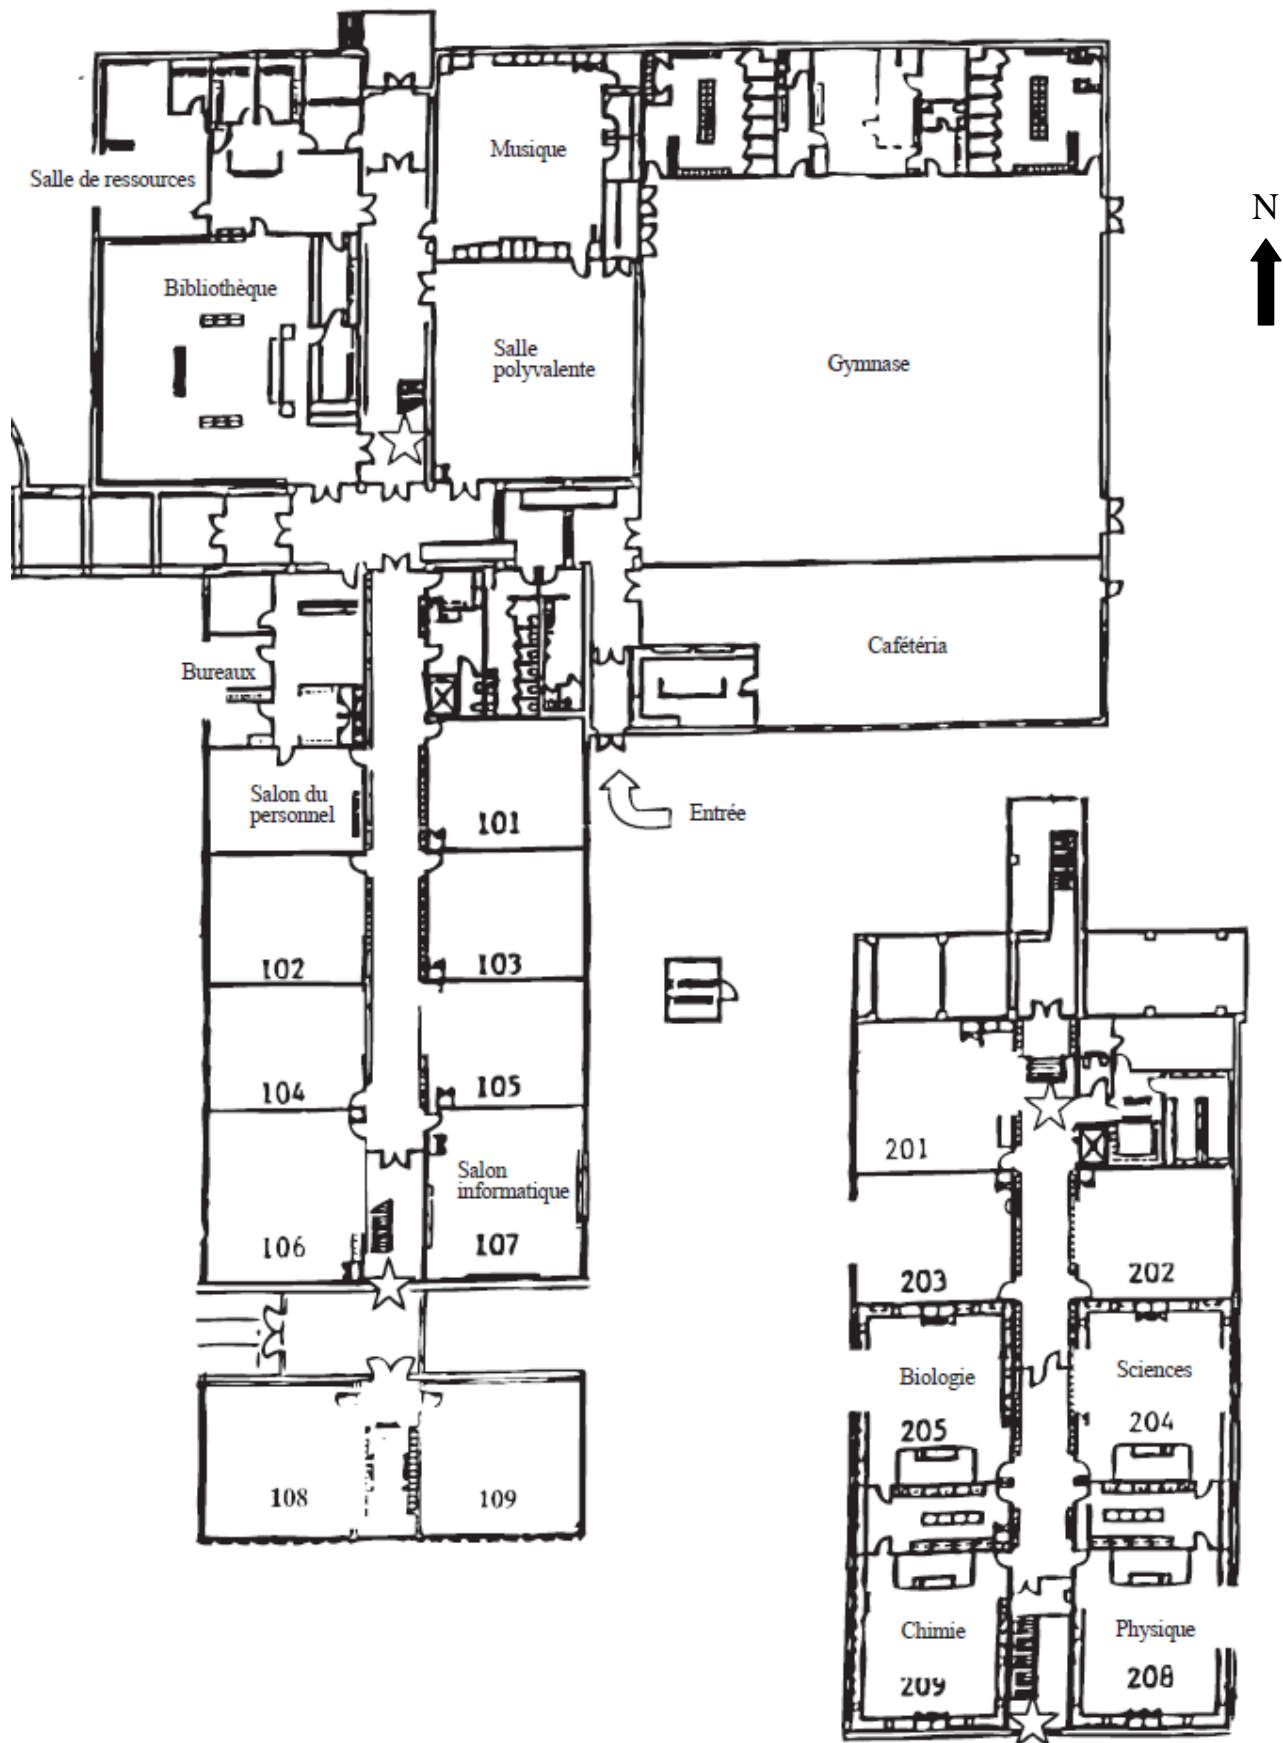 Musique
Salle de ressources
N
Bibliothèque
Salle
polyvalente
Gymnase
Cafétéria
Bureaux
Salon du
personnel
101
Entrée
102
103
104
105
Salon
informatique
106
107
108
109
201
203
202
Biologie
205
Sciences
204
Chimie
209
Physique
208